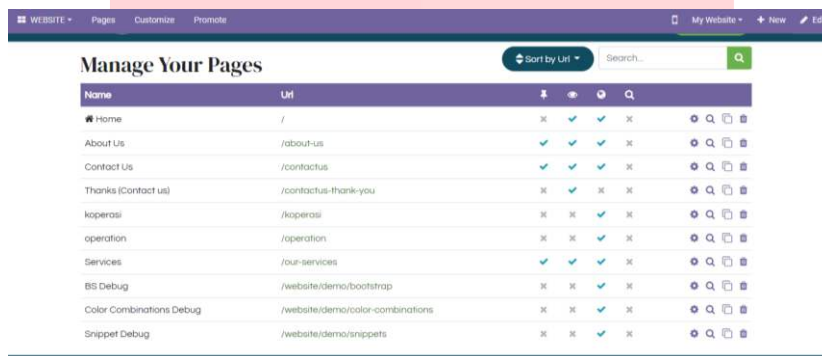 WEBSITE Pages Customize Promote My Website + New Ed
Manage Your Pages Sort by Url Search...
Name Url
Home /
About Us /about-us
Contact Us /contactus
Thanks (Contact us) /contactus-thank-you
koperasi /koperasi
operation /operation
Services /our-services
BS Debug /website/demo/bootstrap
Color Combinations Debug /website/demo/color-combinations
Snippet Debug /website/demo/snippets